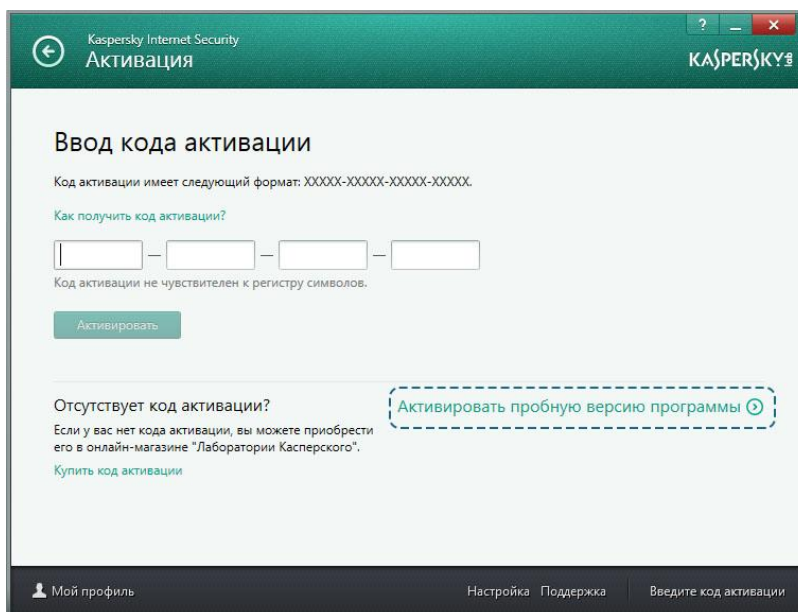 Kaspersky Internet Security
Активация
? _ x
KASPERSKY lab
Ввод кода активации
Код активации имеет следующий формат: XXXXX-XXXXX-XXXXX-XXXXX.
Как получить код активации?
— — —
Код активации не чувствителен к регистру символов.
Активировать
Отсутствует код активации?
Активировать пробную версию программы
Если у вас нет кода активации, вы можете приобрести
его в онлайн-магазине "Лаборатории Касперского".
Купить код активации
Мой профиль
Настройка Поддержка
Введите код активации